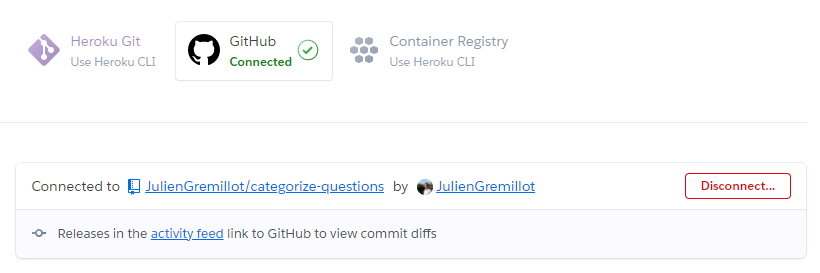 Heroku Git
Use Heroku CLI
GitHub
Connected
Container Registry
Use Heroku CLI
Connected to JulienGremillot/categorize-questions by JulienGremillot
Disconnect...
Releases in the activity feed link to GitHub to view commit diffs